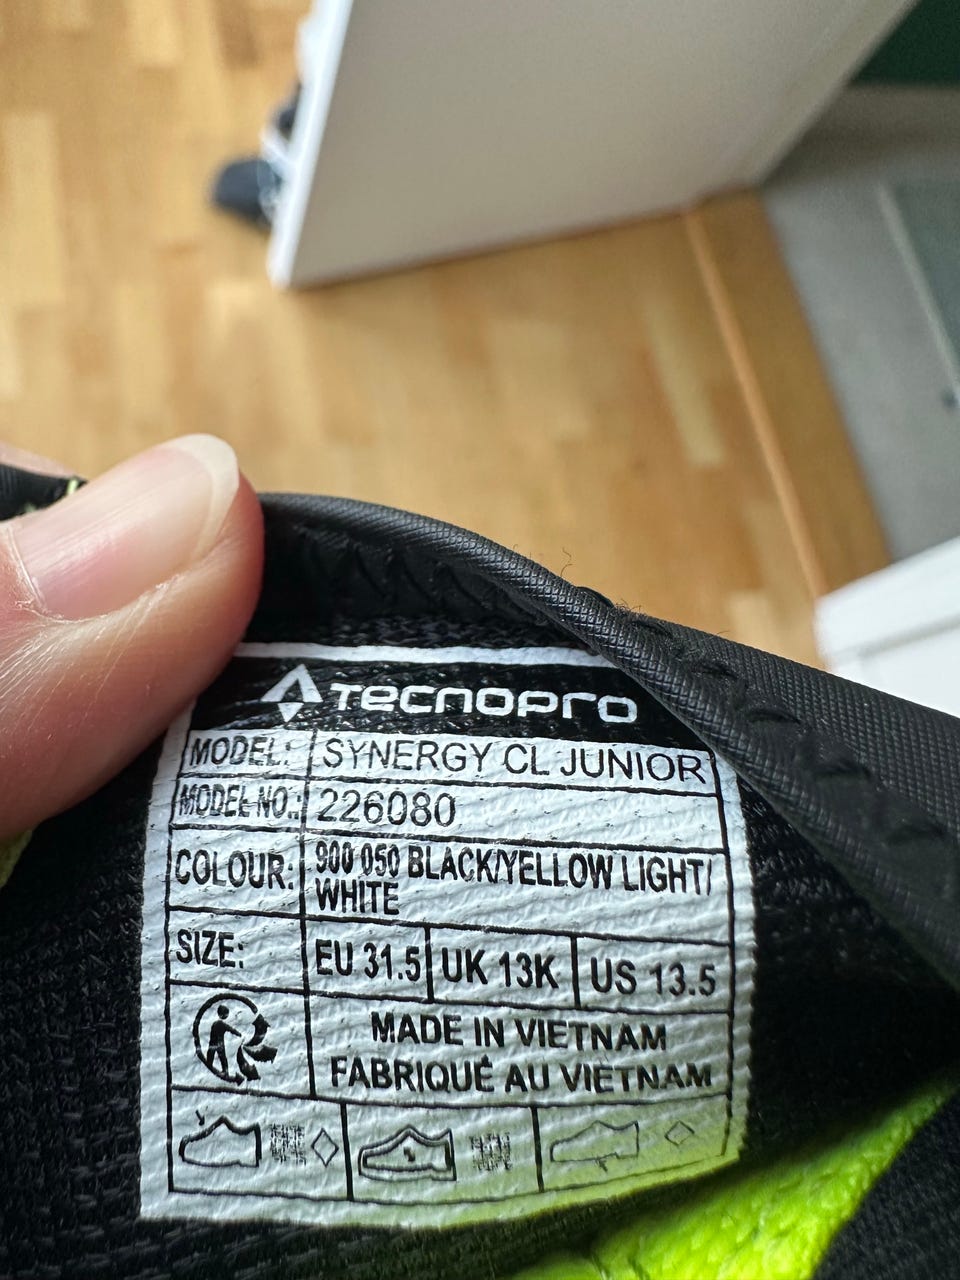 TECNOPRO
MODEL: SYNERGY CL JUNIOR
MODEL NO.: 226080
COLOUR: 900 050 BLACK/YELLOW LIGHT/
WHITE
SIZE: EU 31.5 UK 13K US 13.5
MADE IN VIETNAM
FABRIQUÉ AU VIETNAM